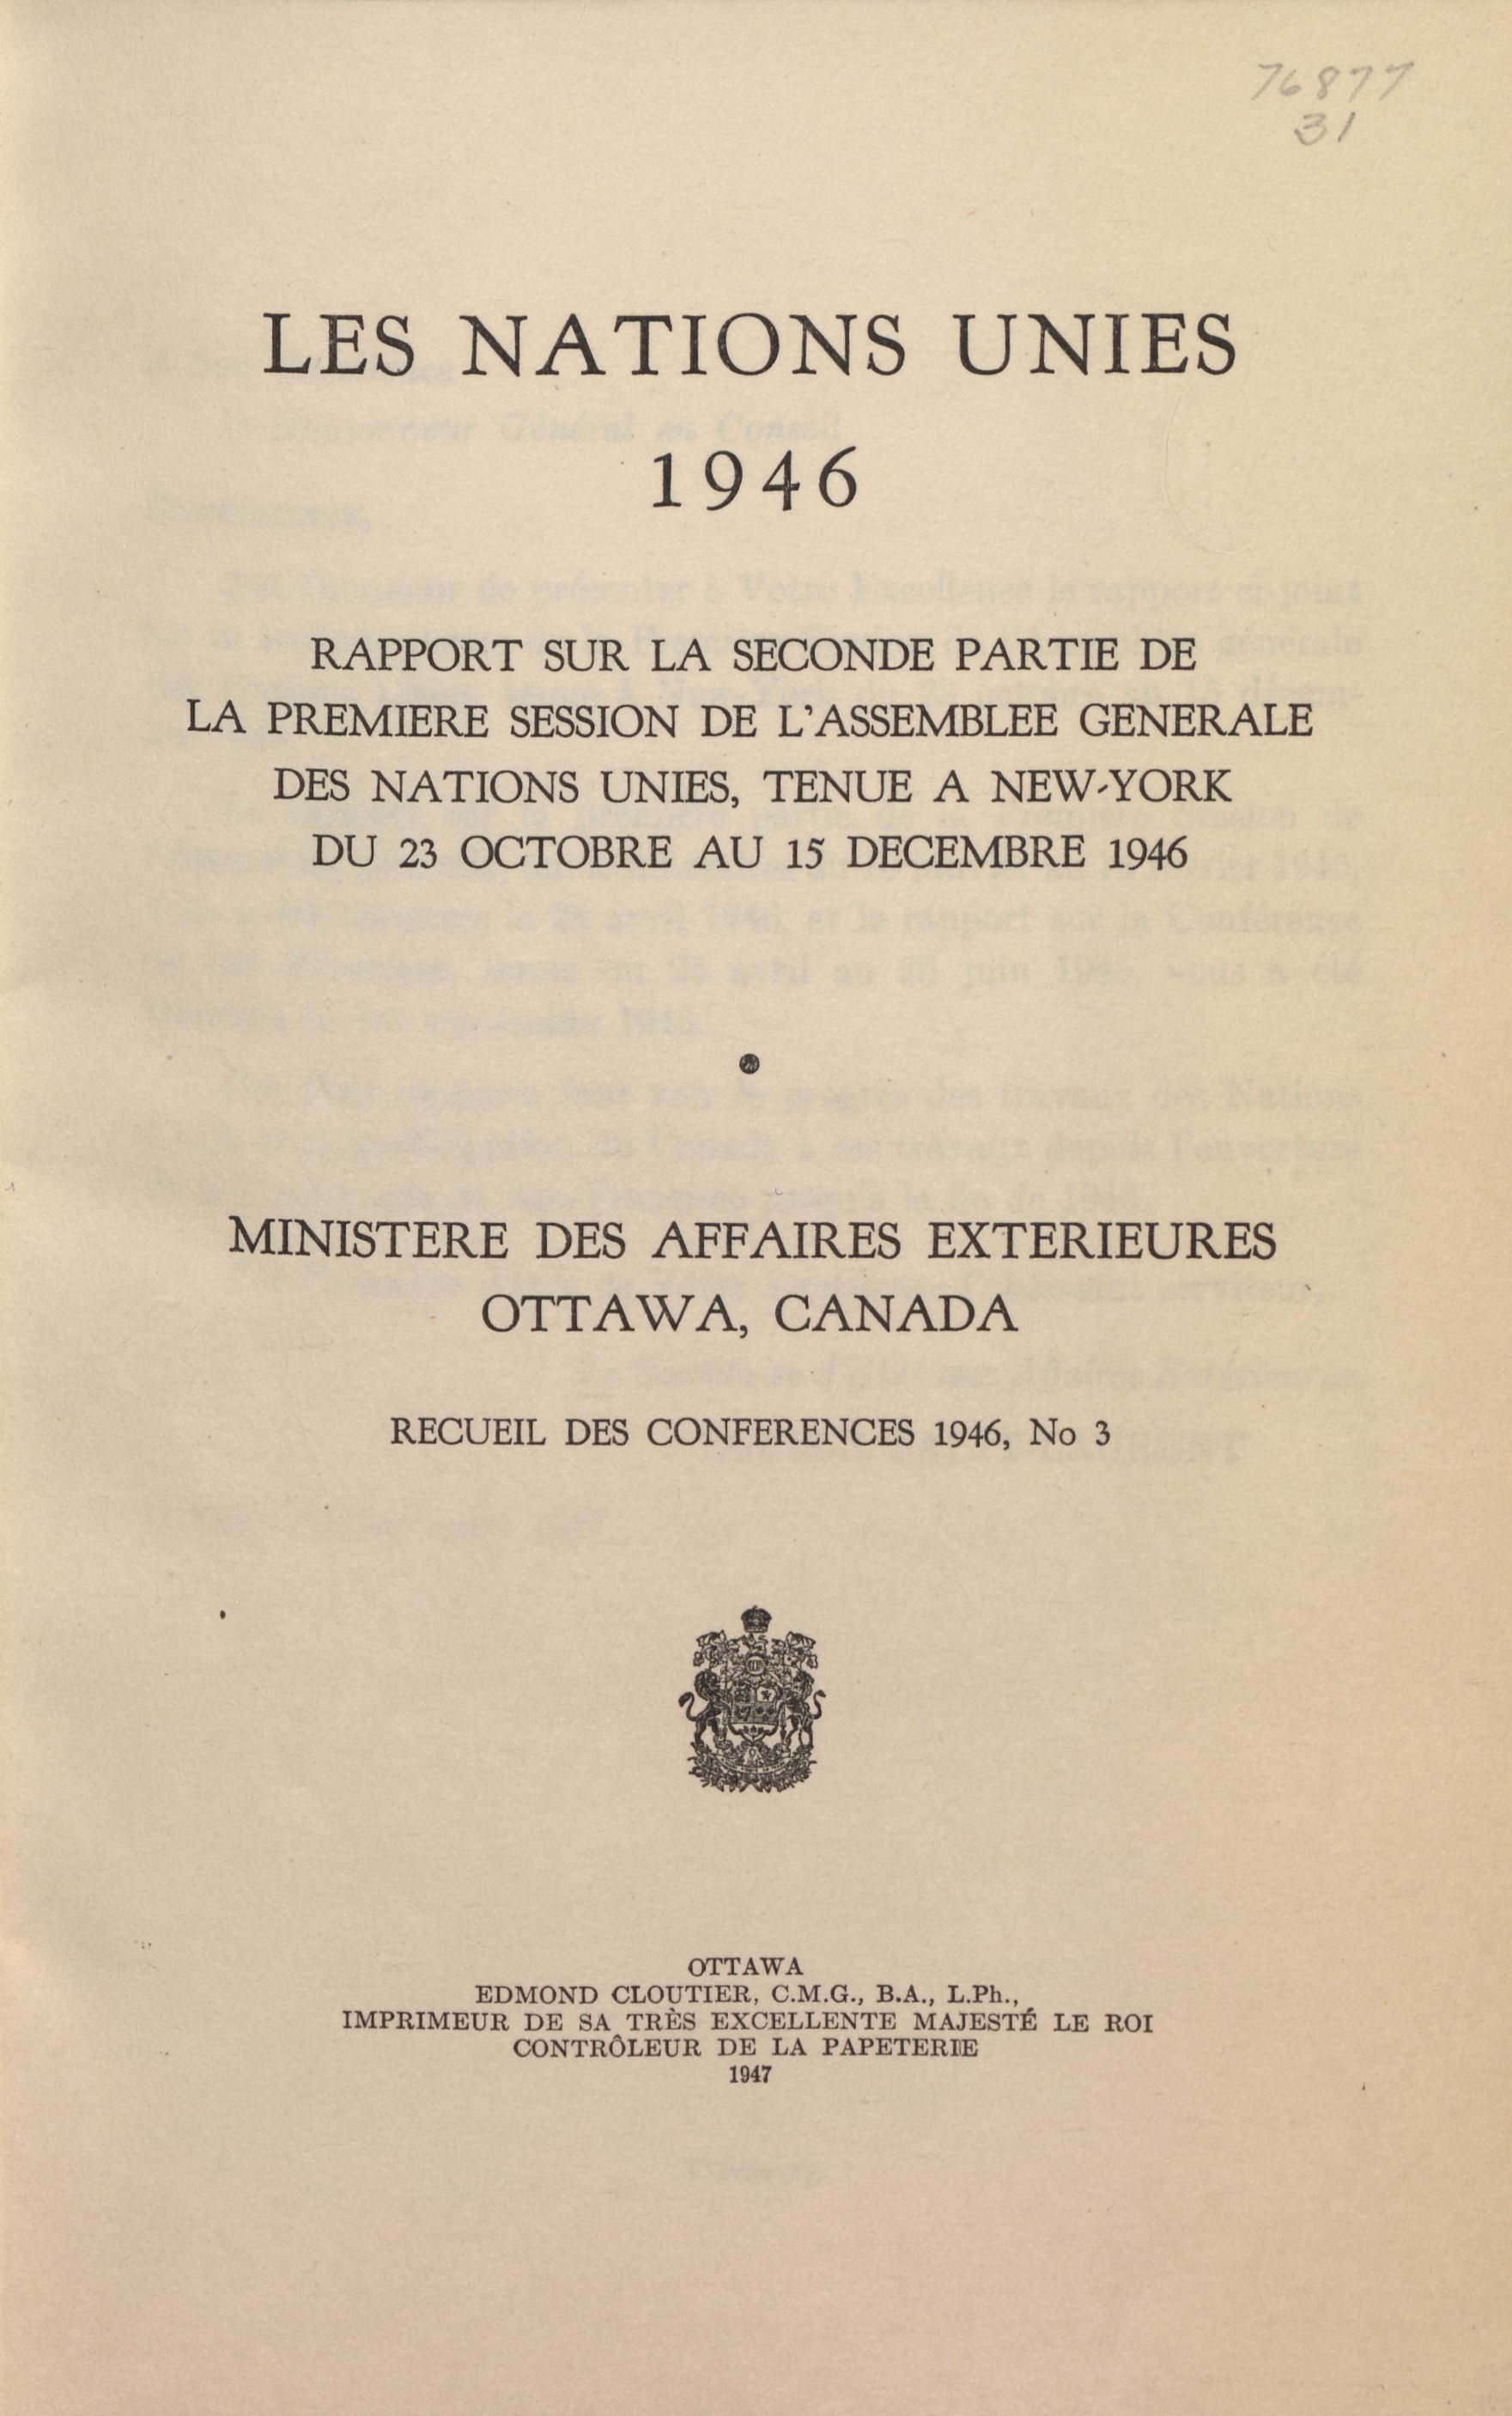 76877
31
LES NATIONS UNIES
1946
RAPPORT SUR LA SECONDE PARTIE DE
LA PREMIERE SESSION DE L'ASSEMBLEE GENERALE
DES NATIONS UNIES, TENUE A NEW-YORK
DU 23 OCTOBRE AU 15 DECEMBRE 1946
MINISTERE DES AFFAIRES EXTERIEURES
OTTAWA, CANADA
RECUEIL DES CONFERENCES 1946, No 3
OTTAWA
EDMOND CLOUTIER, C.M.G., B.A., L.Ph.,
IMPRIMEUR DE SA TRÈS EXCELLENTE MAJESTÉ LE ROI
CONTRÔLEUR DE LA PAPETERIE
1947